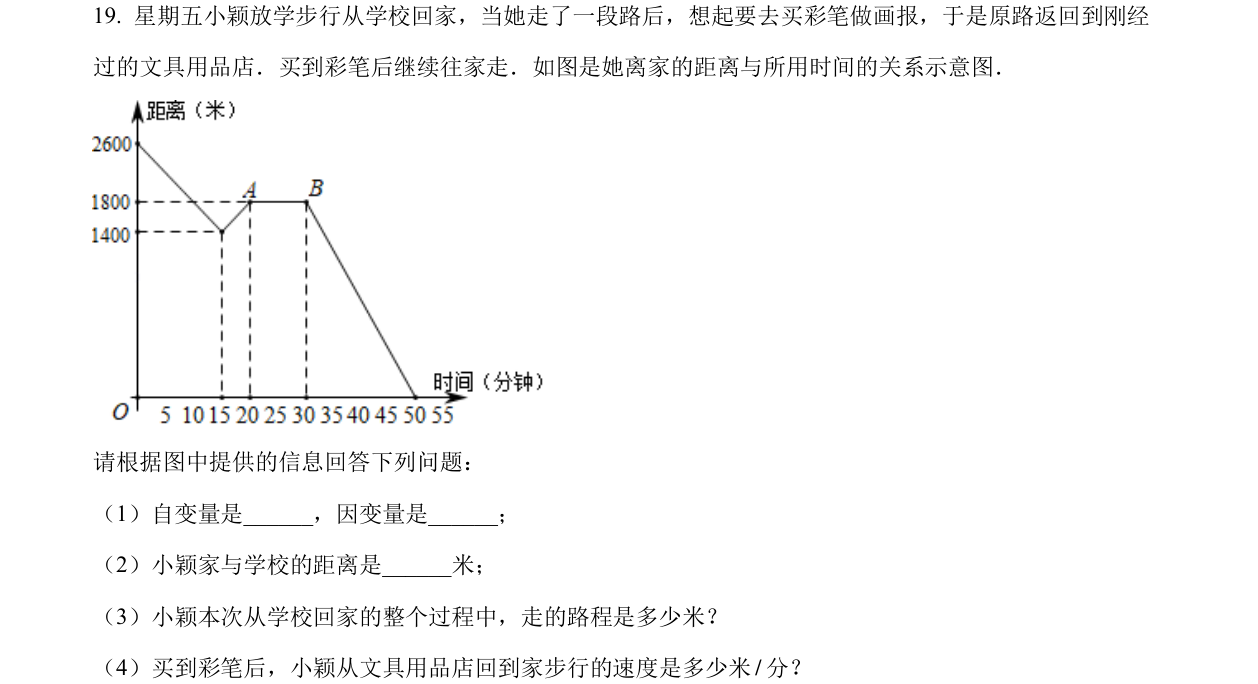 19. 星期五小颖放学步行从学校回家，当她走了一段路后，想起要去买彩笔做画报，于是原路返回到刚经
过的文具用品店．买到彩笔后继续往家走．如图是她离家的距离与所用时间的关系示意图．
距离（米）
2600
1800
1400
A
B
时间（分钟）
O 5 10 15 20 25 30 35 40 45 50 55
请根据图中提供的信息回答下列问题：
（1）自变量是______，因变量是______；
（2）小颖家与学校的距离是______米；
（3）小颖本次从学校回家的整个过程中，走的路程是多少米？
（4）买到彩笔后，小颖从文具用品店回到家步行的速度是多少米/分？